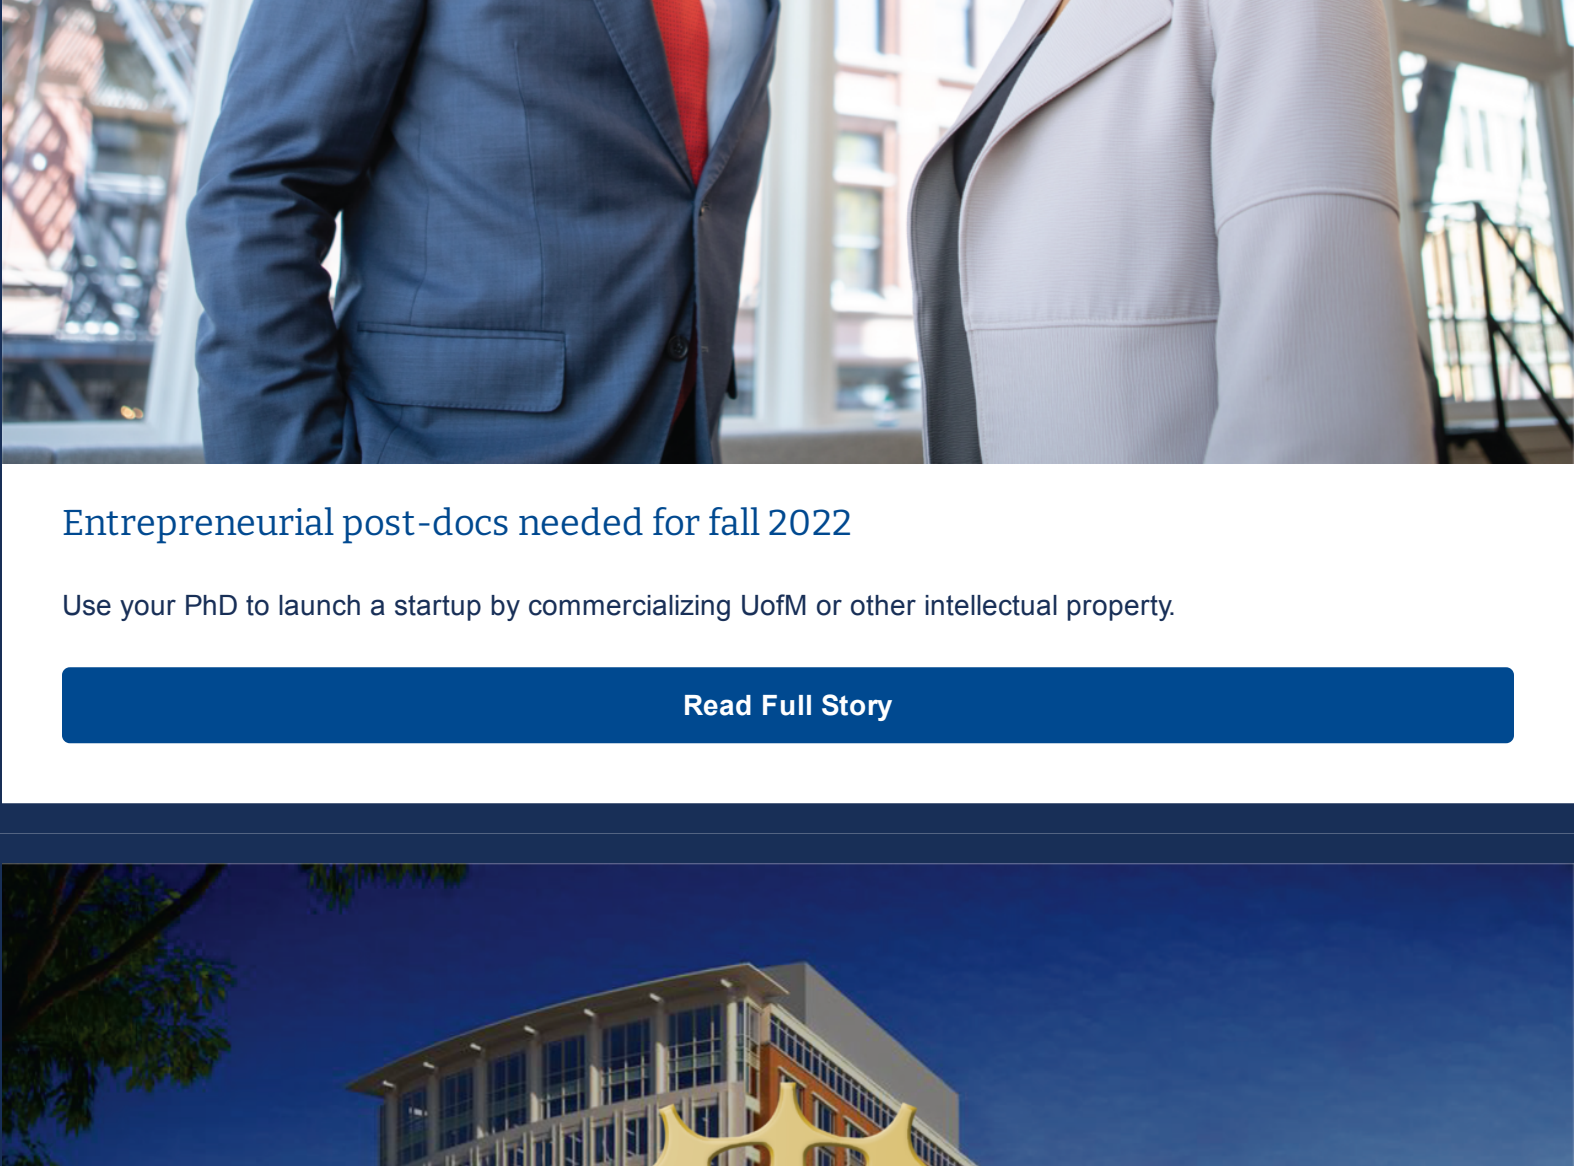 Entrepreneurial post-docs needed for fall 2022
Use your PhD to launch a startup by commercializing UofM or other intellectual property.
Read Full Story